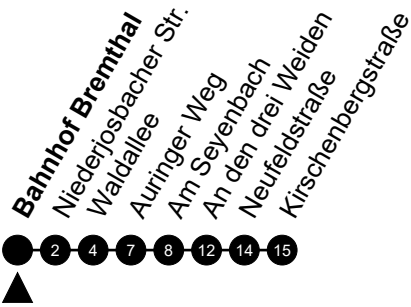 Bahnhof Bremthal
Niederjosbacher Str.
Waldallee
Auringer Weg
Am Seyenbach
An den drei Weiden
Neufeldstraße
Kirschenbergstraße
2 4 7 8 12 14 15